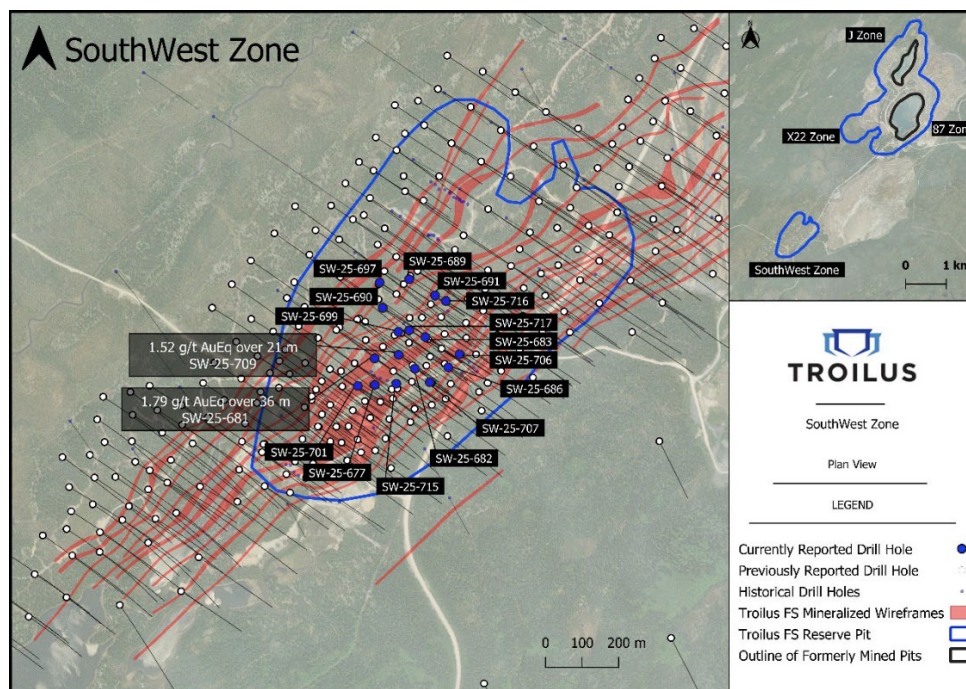 SouthWest Zone
SW-25-697
SW-25-689
SW-25-691
SW-25-690
SW-25-716
SW-25-699
SW-25-717
SW-25-683
1.52 g/t AuEq over 21 m
SW-25-709
SW-25-706
1.79 g/t AuEq over 36 m
SW-25-681
SW-25-686
SW-25-707
SW-25-701
SW-25-682
SW-25-677
SW-25-715
0 100 200 m
J Zone
X22 Zone
87 Zon
SouthWest Zone
0 1 km
TROILUS
SouthWest Zone
Plan View
LEGEND
Currently Reported Drill Hole
Previously Reported Drill Hole
Historical Drill Holes
Troilus FS Mineralized Wireframes
Troilus FS Reserve Pit
Outline of Formerly Mined Pits